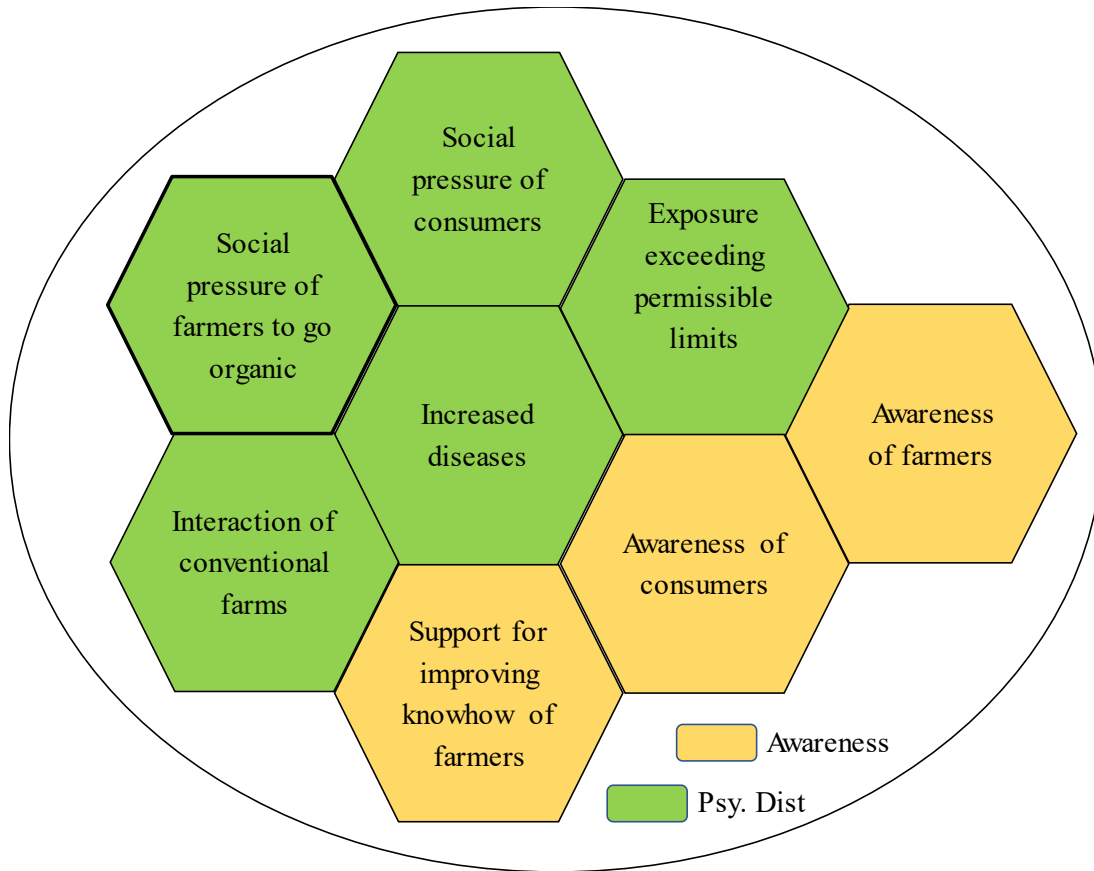 Social
pressure of
consumers
Exposure
exceeding
permissible
limits
Social
pressure of
farmers to go
organic
Increased
diseases
Awareness
of farmers
Interaction of
conventional
farms
Awareness of
consumers
Support for
improving
knowhow of
farmers
Awareness
Psy. Dist